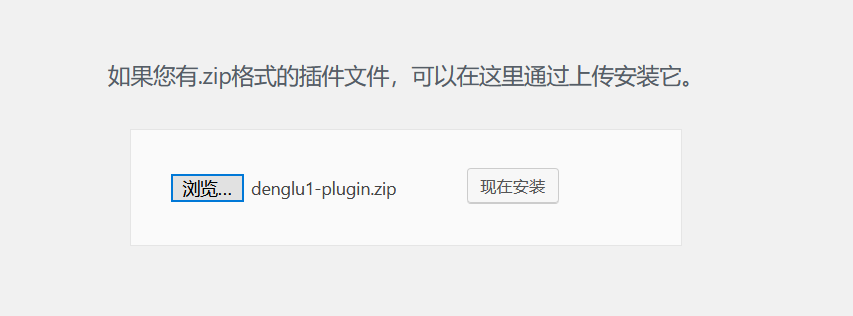 如果您有.zip格式的插件文件，可以在这里通过上传安装它。
浏览... denglu1-plugin.zip 现在安装